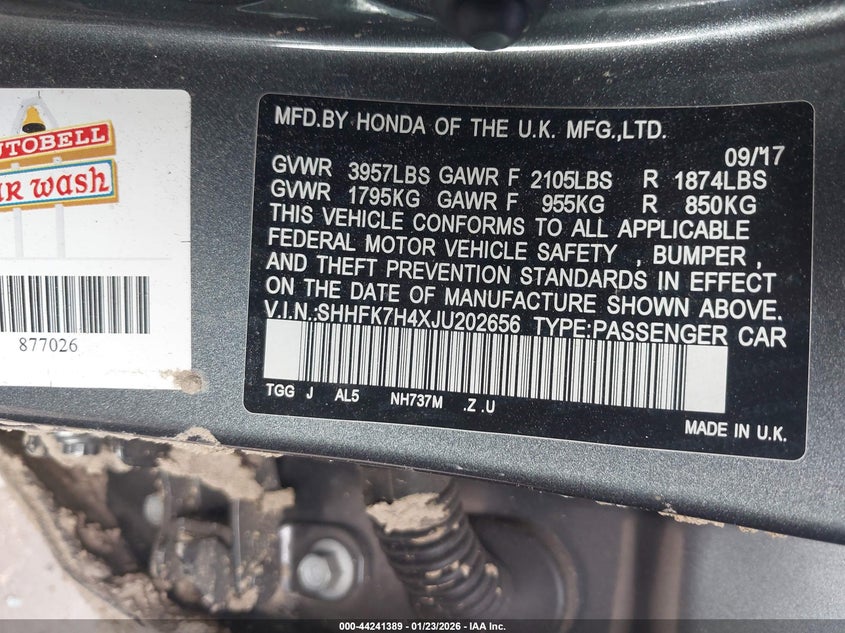 AUTOBELL
CAR WASH
877026
MFD.BY HONDA OF THE U.K. MFG.,LTD.
09/17
GVWR 3957LBS GAWR F 2105LBS R 1874LBS
GVWR 1795KG GAWR F 955KG R 850KG
THIS VEHICLE CONFORMS TO ALL APPLICABLE
FEDERAL MOTOR VEHICLE SAFETY , BUMPER ,
AND THEFT PREVENTION STANDARDS IN EFFECT
ON THE DATE OF MANUFACTURE SHOWN ABOVE.
V.I.N.:SHHFK7H4XJU202656 TYPE:PASSENGER CAR
TGG J AL5 NH737M .Z .U
MADE IN U.K.
000-44241389 - 01/23/2026 - IAA Inc.